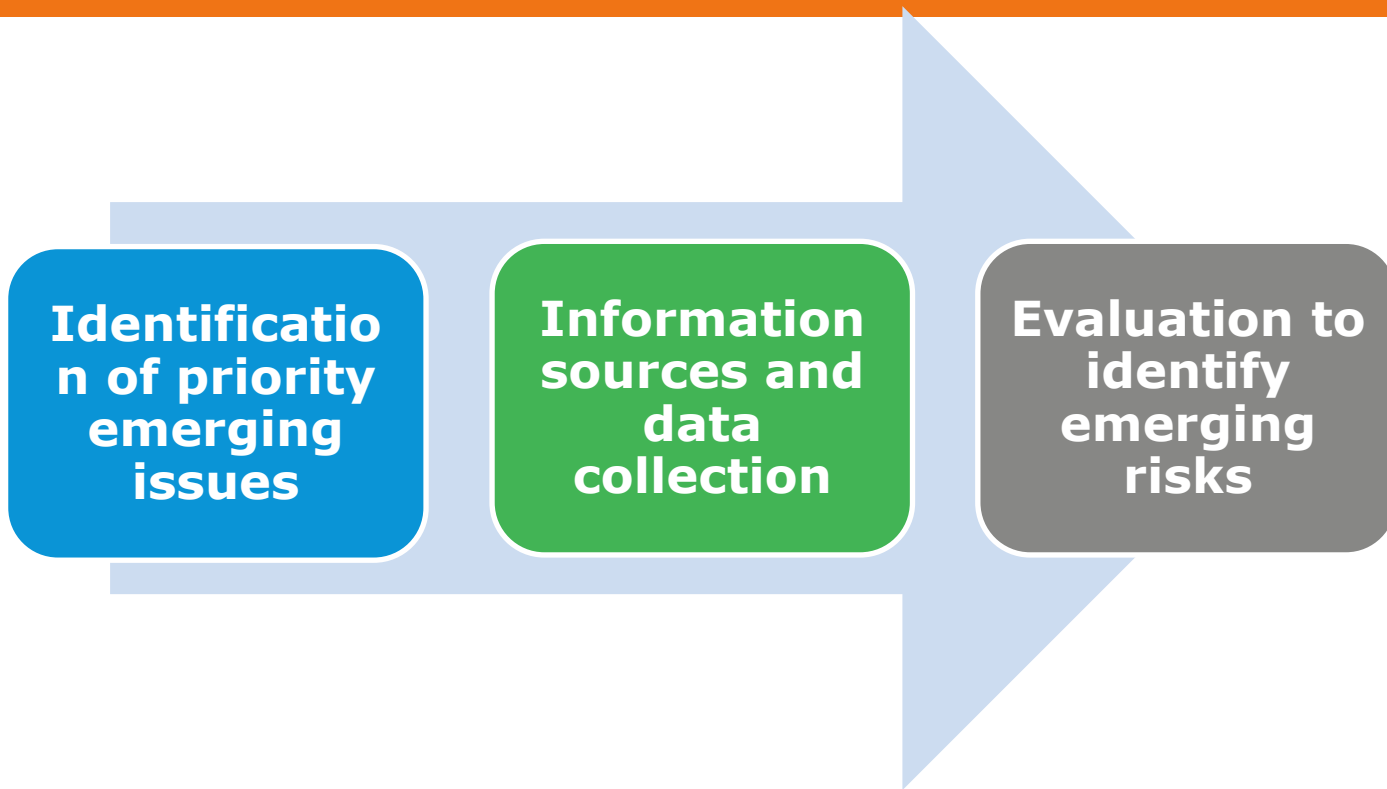 Identificatio
n of priority
emerging
issues
Information
sources and
data
collection
Evaluation to
identify
emerging
risks